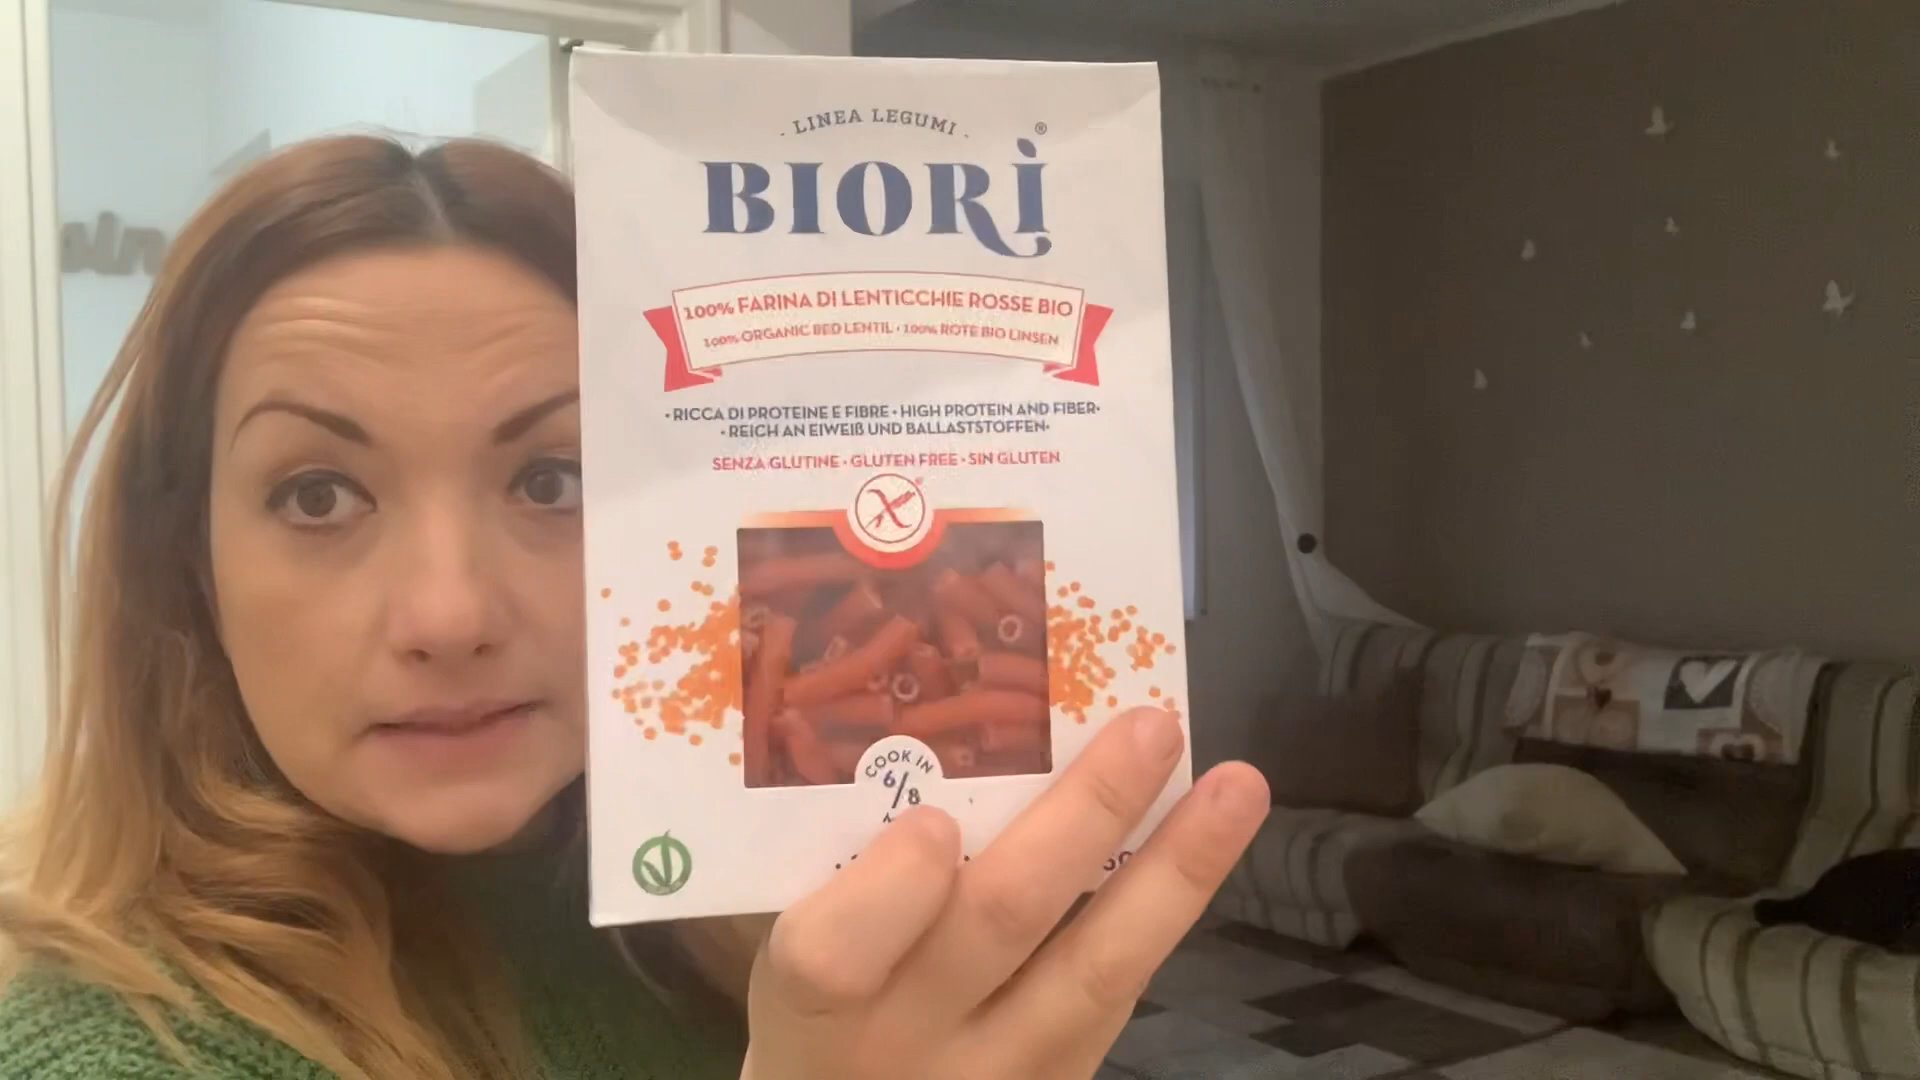 · LINEA LEGUMI ·
BIORÌ®
100% FARINA DI LENTICCHIE ROSSE BIO
100% ORGANIC RED LENTIL · 100% ROTE BIO LINSEN
· RICCA DI PROTEINE E FIBRE · HIGH PROTEIN AND FIBER·
· REICH AN EIWEIß UND BALLASTSTOFFEN·
SENZA GLUTINE · GLUTEN FREE · SIN GLUTEN
COOK IN
6/8